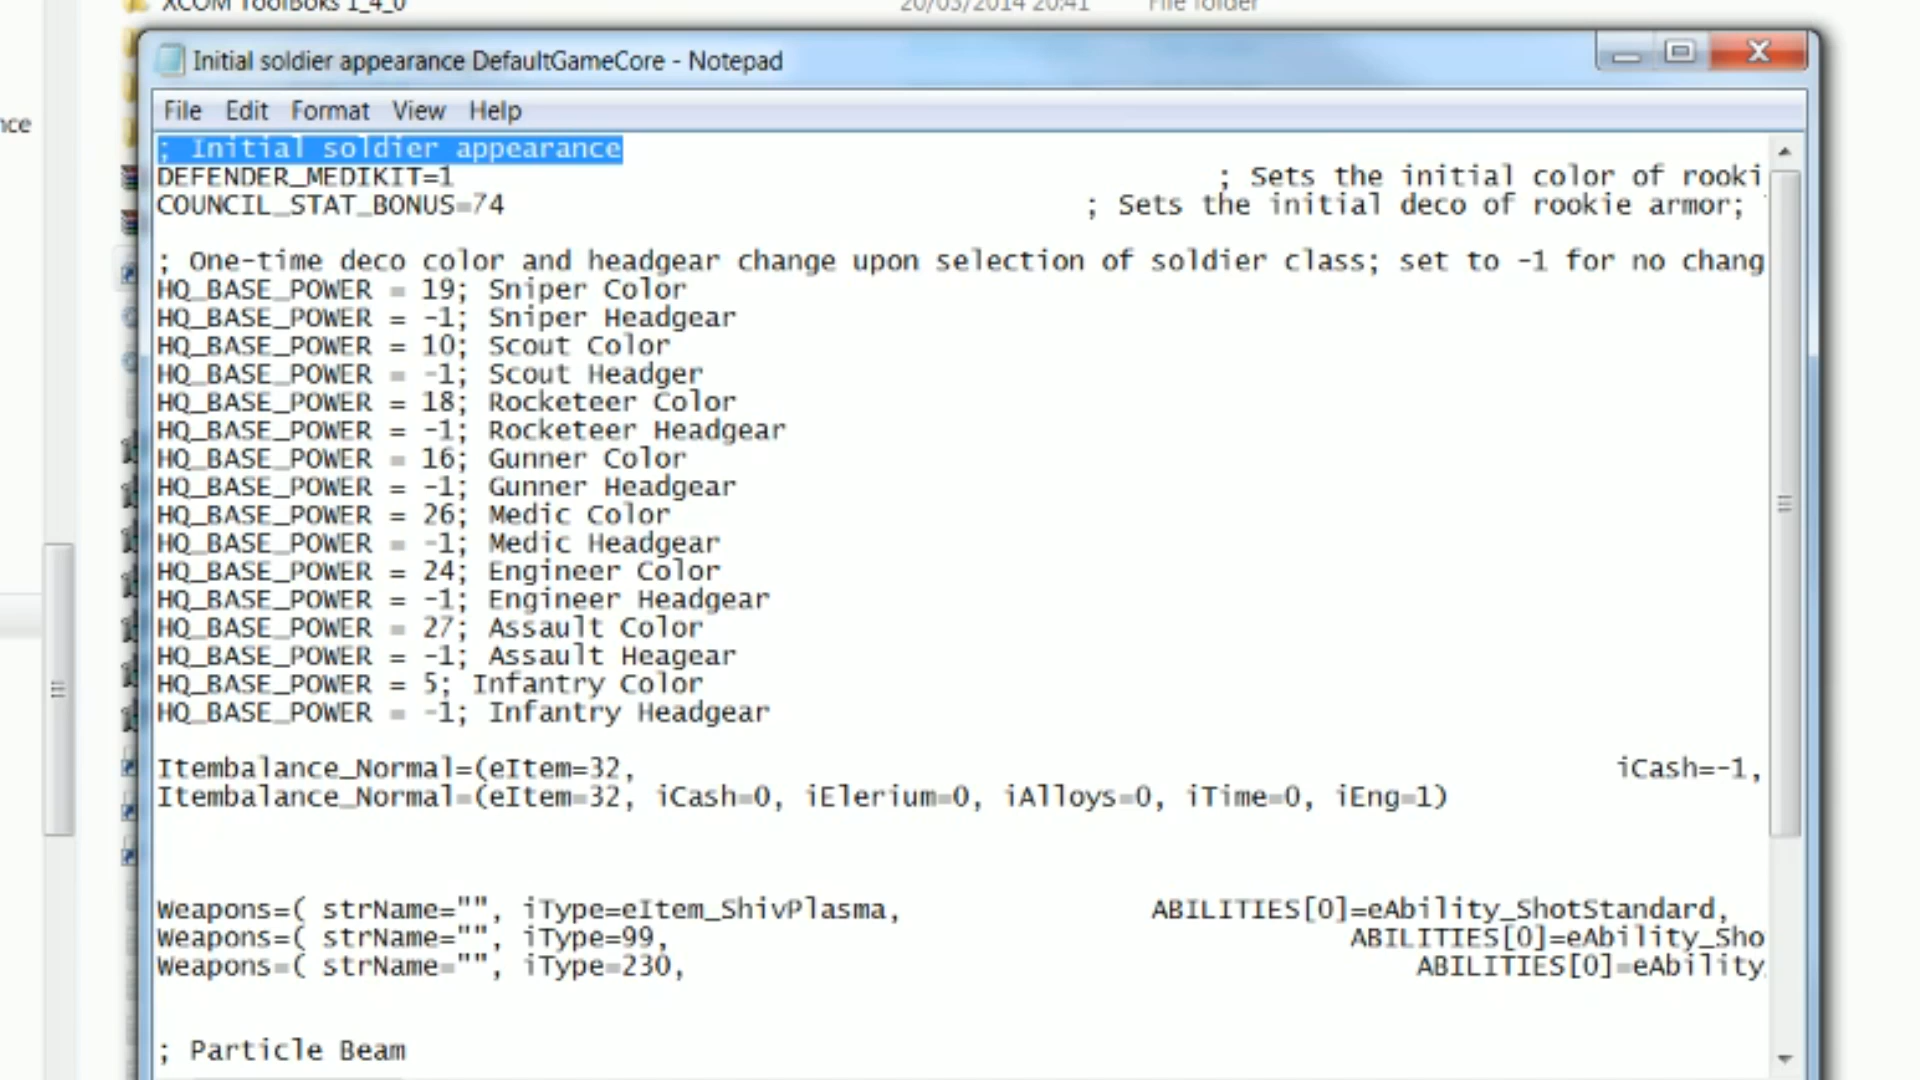 XCOM ToolBoks 1_4_0 20/03/2014 20:41 File folder
Initial soldier appearance DefaultGameCore - Notepad
nce
File Edit Format View Help
; Initial soldier appearance
DEFENDER_MEDIKIT=1 ; Sets the initial color of rooki
COUNCIL_STAT_BONUS=74 ; Sets the initial deco of rookie armor;
; One-time deco color and headgear change upon selection of soldier class; set to -1 for no chang
HQ_BASE_POWER = 19; Sniper Color
HQ_BASE_POWER = -1; Sniper Headgear
HQ_BASE_POWER = 10; Scout Color
HQ_BASE_POWER = -1; Scout Headger
HQ_BASE_POWER = 18; Rocketeer Color
HQ_BASE_POWER = -1; Rocketeer Headgear
HQ_BASE_POWER = 16; Gunner Color
HQ_BASE_POWER = -1; Gunner Headgear
HQ_BASE_POWER = 26; Medic Color
HQ_BASE_POWER = -1; Medic Headgear
HQ_BASE_POWER = 24; Engineer Color
HQ_BASE_POWER = -1; Engineer Headgear
HQ_BASE_POWER = 27; Assault Color
HQ_BASE_POWER = -1; Assault Heagear
HQ_BASE_POWER = 5; Infantry Color
HQ_BASE_POWER = -1; Infantry Headgear
Itembalance_Normal=(eItem=32, iCash=-1,
Itembalance_Normal=(eItem=32, iCash=0, iElerium=0, iAlloys=0, iTime=0, iEng=1)
Weapons=( strName="", iType=eItem_ShivPlasma, ABILITIES[0]=eAbility_ShotStandard,
Weapons=( strName="", iType=99, ABILITIES[0]=eAbility_Sho
Weapons=( strName="", iType=230, ABILITIES[0]=eAbility
; Particle Beam